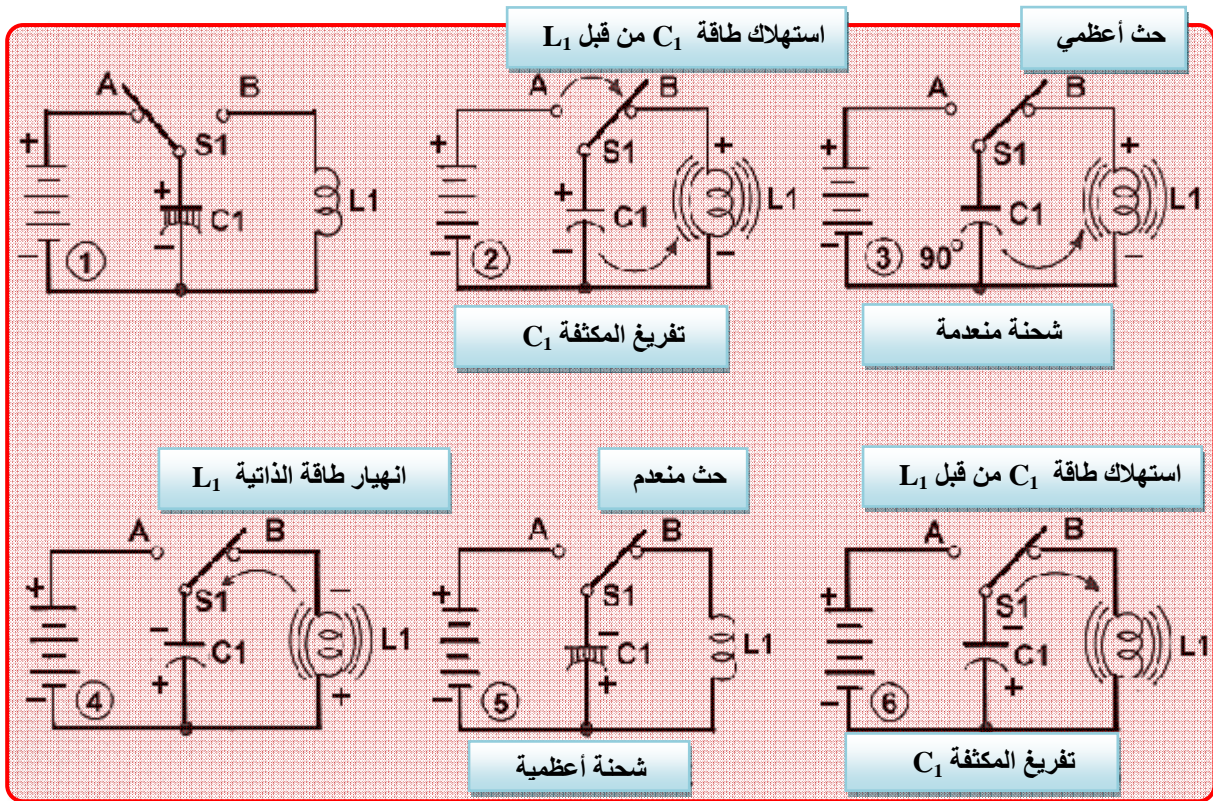 استهلاك طاقة C₁ من قبل L₁
حث أعظمي
A B
S1
+
+
C1
L1
−
−
①
A B
S1
+
+
+
C1
L1
−
−
−
②
A B
S1
+
+
C1
L1
−
−
③ 90°
تفريغ المكثفة C₁
شحنة منعدمة
انهيار طاقة الذاتية L₁
حث منعدم
استهلاك طاقة C₁ من قبل L₁
A B
S1
+
−
−
C1
L1
−
+
+
④
A B
S1
+
−
C1
L1
−
+
⑤
A B
S1
+
−
C1
L1
−
+
⑥
شحنة أعظمية
تفريغ المكثفة C₁